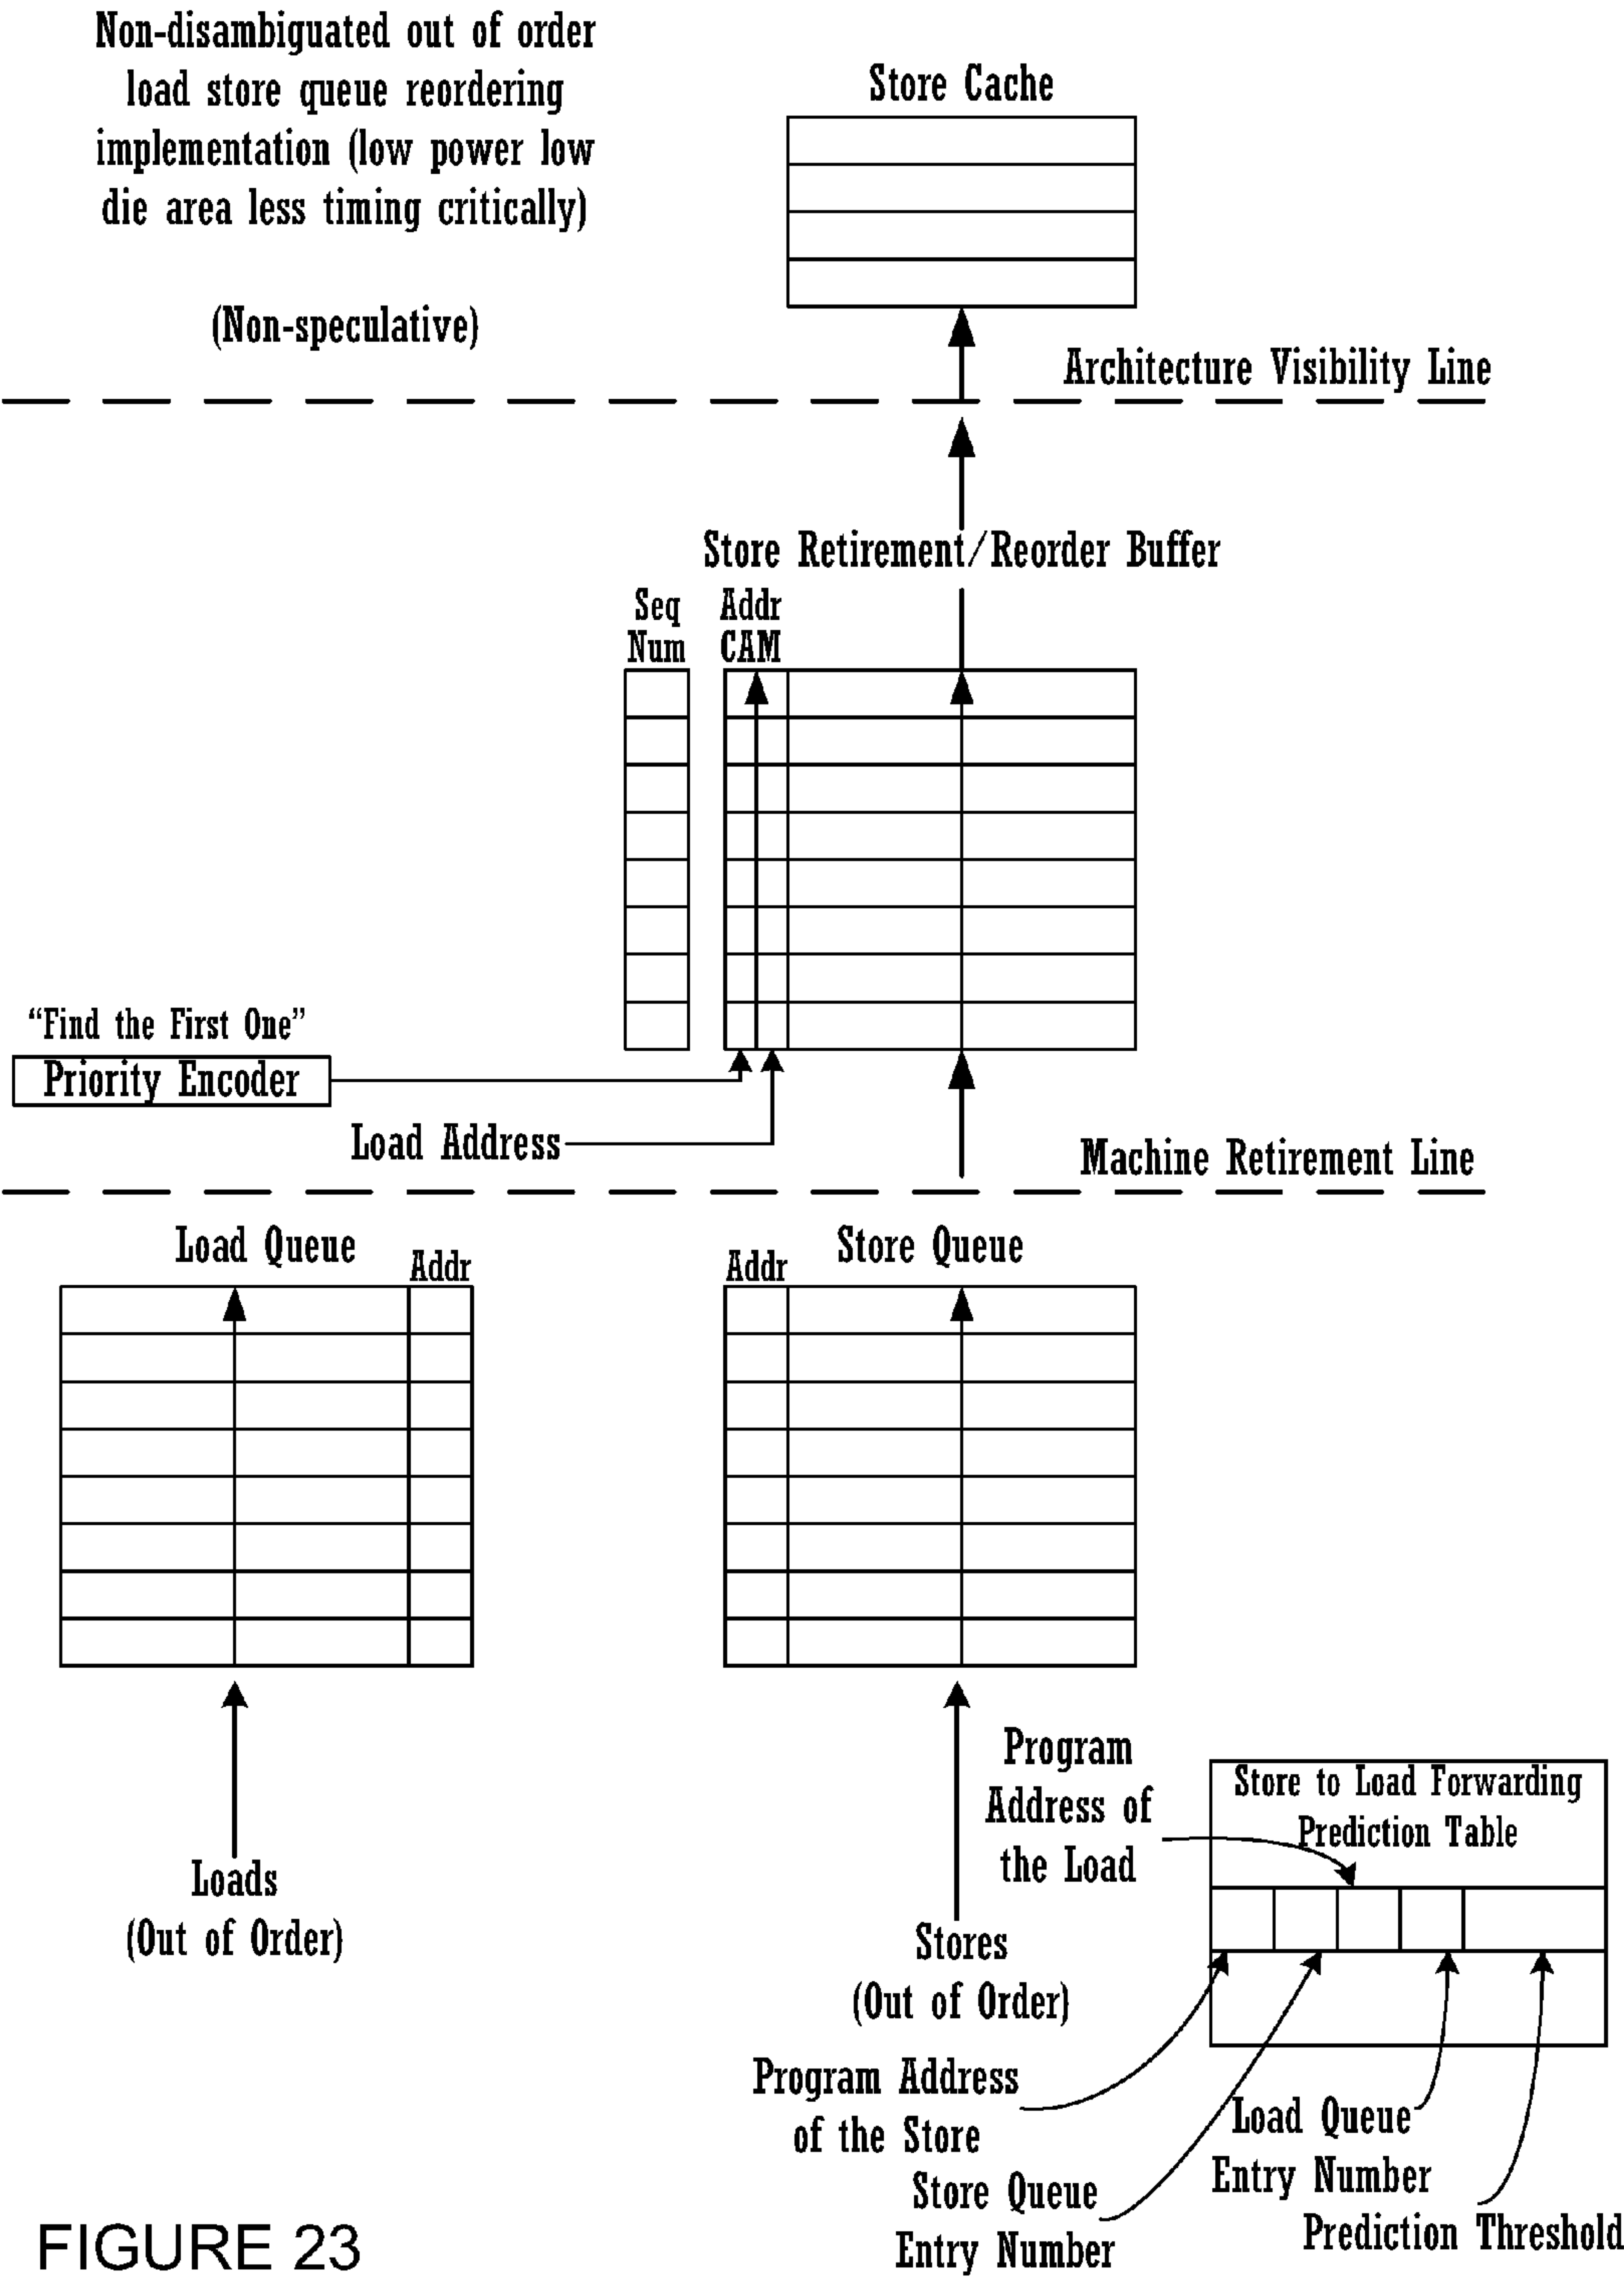 Non-disambiguated out of order
load store queue reordering
implementation (low power low
die area less timing critically)
(Non-speculative)
Store Cache
Architecture Visibility Line
Store Retirement/Reorder Buffer
Seq
Num
Addr
CAM
“Find the First One”
Priority Encoder
Load Address
Machine Retirement Line
Load Queue
Addr
Addr
Store Queue
Loads
(Out of Order)
Stores
(Out of Order)
Program
Address of
the Load
Store to Load Forwarding
Prediction Table
Program Address
of the Store
Store Queue
Entry Number
Load Queue
Entry Number
Prediction Threshold
FIGURE 23